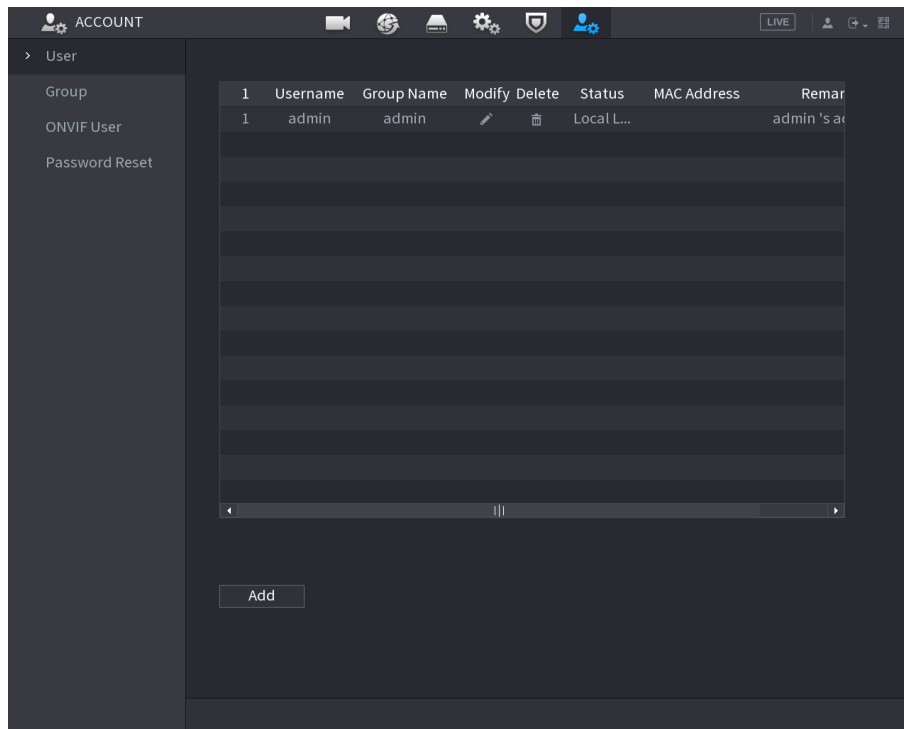 ACCOUNT LIVE
User
Group
ONVIF User
Password Reset
1 Username Group Name Modify Delete Status MAC Address Remar
1 admin admin Local L... admin 's ac
Add